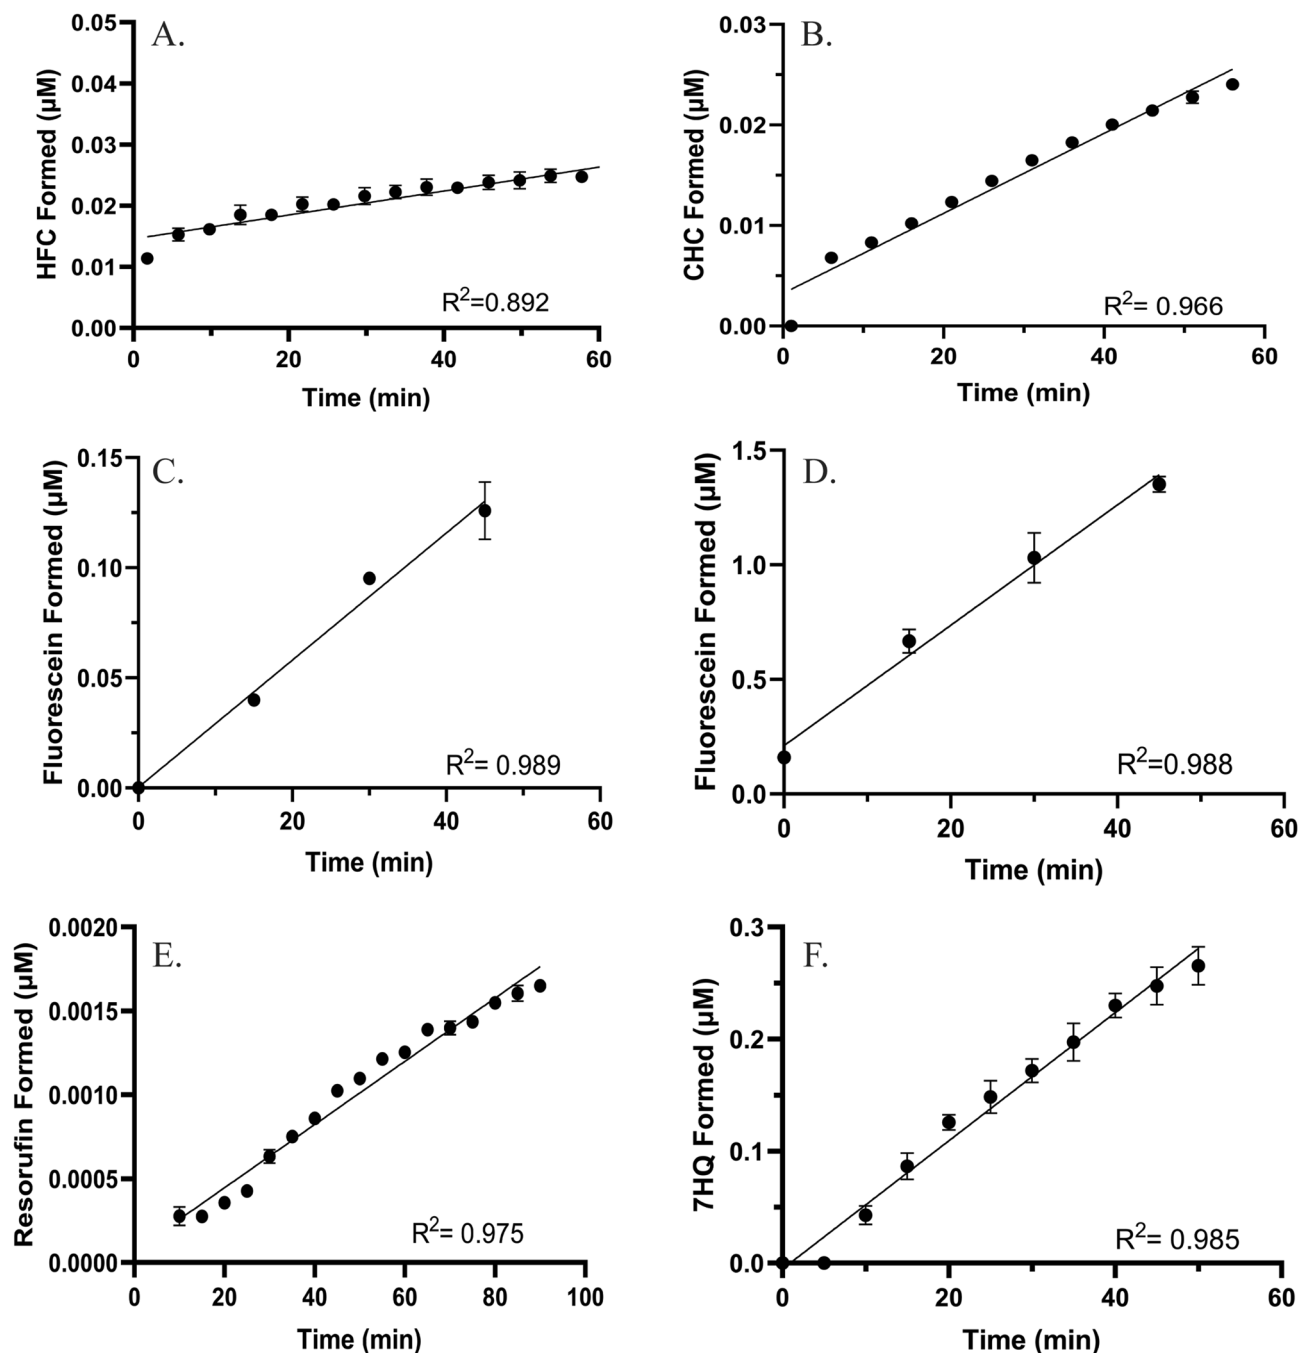 A.
HFC Formed (µM)
0.05
0.04
0.03
0.02
0.01
0.00
R²=0.892
0 20 40 60
Time (min)
B.
CHC Formed (µM)
0.03
0.02
0.01
0.00
R²= 0.966
0 20 40 60
Time (min)
C.
Fluorescein Formed (µM)
0.15
0.10
0.05
0.00
R²= 0.989
0 20 40 60
Time (min)
D.
Fluorescein Formed (µM)
1.5
1.0
0.5
0.0
R²=0.988
0 20 40 60
Time (min)
E.
Resorufin Formed (µM)
0.0020
0.0015
0.0010
0.0005
0.0000
R²= 0.975
0 20 40 60 80 100
Time (min)
F.
7HQ Formed (µM)
0.3
0.2
0.1
0.0
R²= 0.985
0 20 40 60
Time (min)